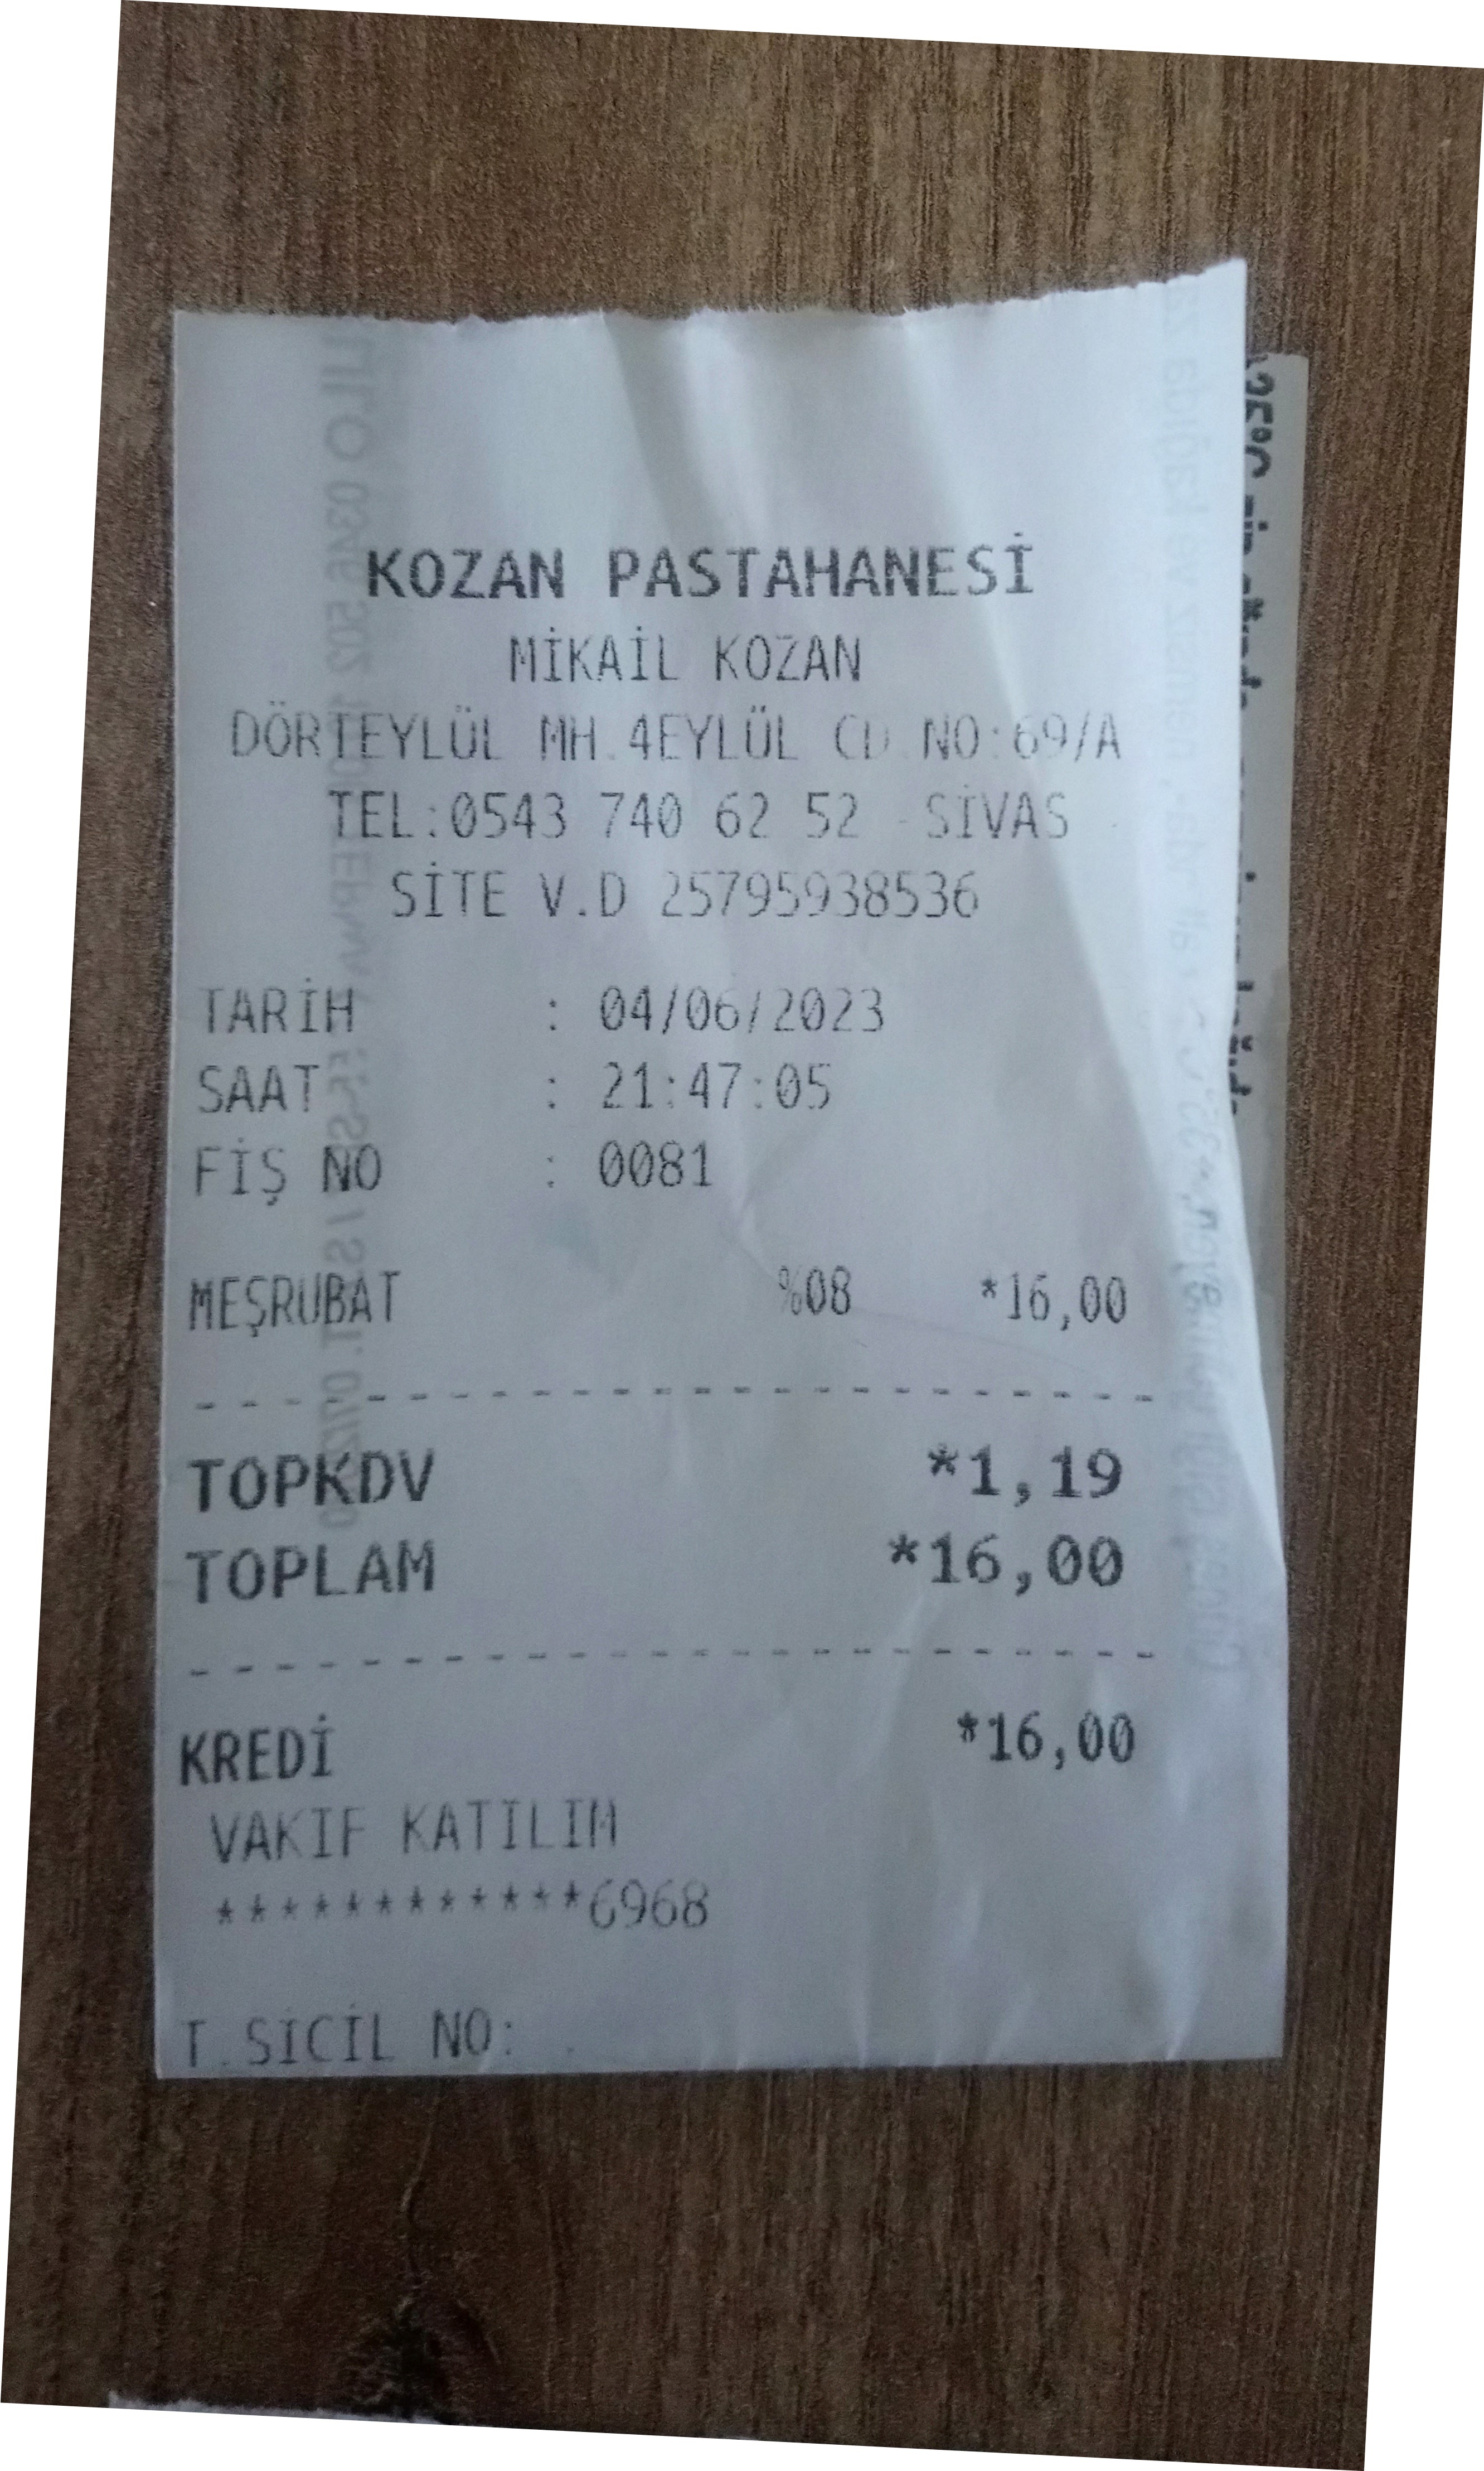 KOZAN PASTAHANESİ
MİKAİL KOZAN
DÖRTEYLÜL MH.4EYLÜL CD.NO:69/A
TEL:0543 740 62 52 - SİVAS
SİTE V.D 25795938536
TARİH : 04/06/2023
SAAT : 21:47:05
FİŞ NO : 0081
MEŞRUBAT %08 *16,00
TOPKDV *1,19
TOPLAM *16,00
KREDİ *16,00
VAKIF KATILIM
************6968
T.SİCİL NO: